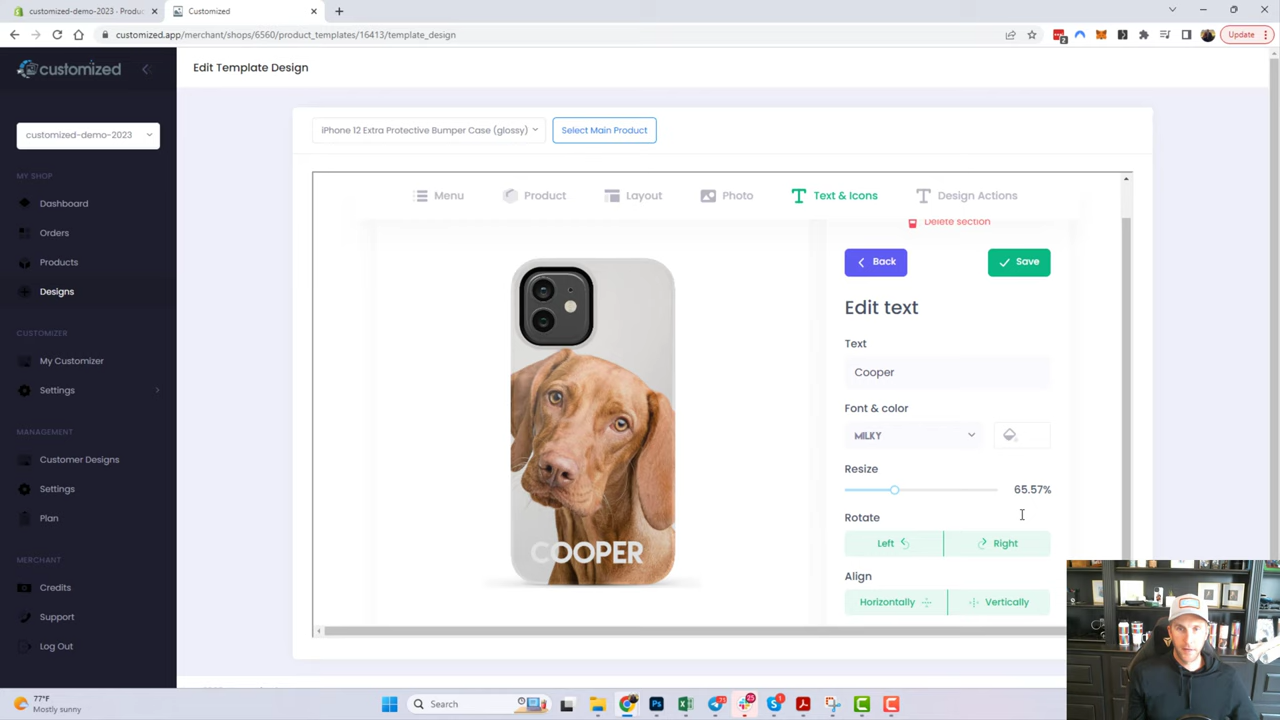 customized-demo-2023 - Produc
Customized
customized.app/merchant/shops/6560/product_templates/16413/template_design
2
Update
customized
Edit Template Design
customized-demo-2023
iPhone 12 Extra Protective Bumper Case (glossy)
Select Main Product
MY SHOP
Dashboard
Orders
Products
Designs
CUSTOMIZER
My Customizer
Settings
MANAGEMENT
Customer Designs
Settings
Plan
MERCHANT
Credits
Support
Log Out
Menu
Product
Layout
Photo
Text & Icons
Design Actions
Delete section
Back
Save
Edit text
Text
Cooper
Font & color
MILKY
Resize
65.57%
Rotate
Left
Right
Align
Horizontally
Vertically
COOPER
77°F
Mostly sunny
Search
25
1